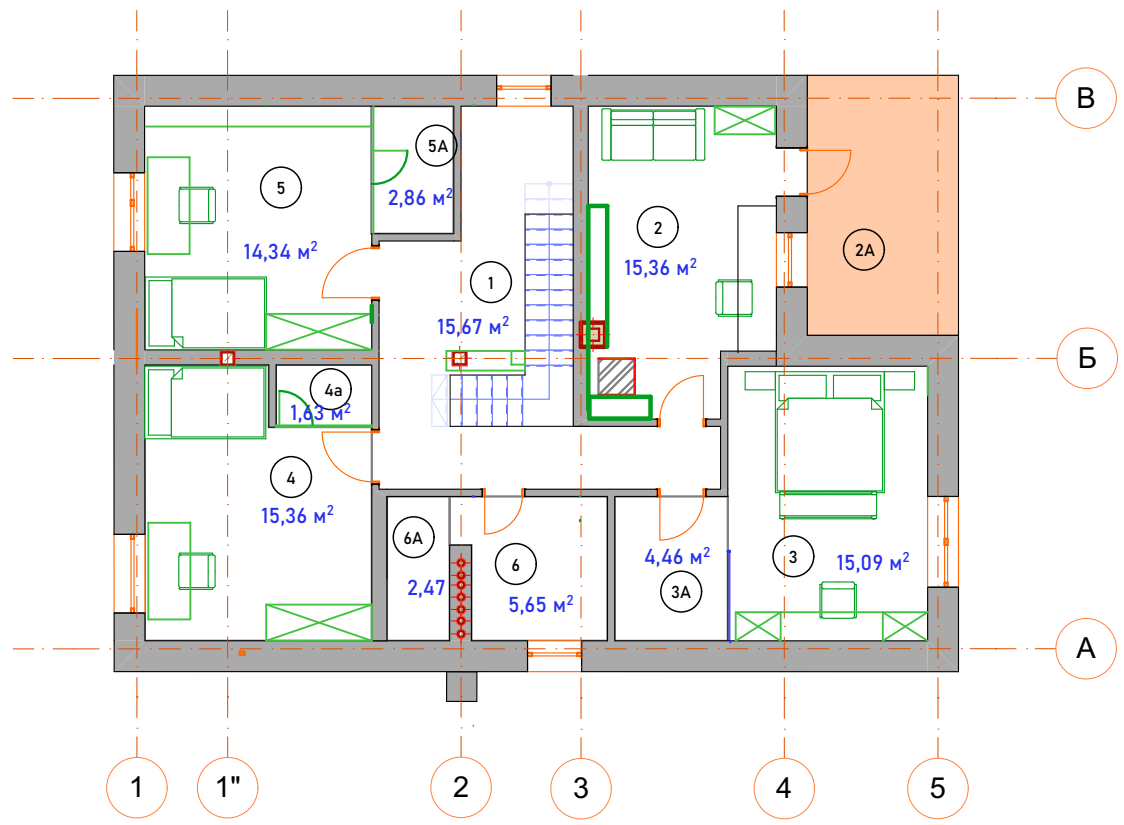 В
5А
5
2,86 м²
2
14,34 м²
2А
15,36 м²
1
15,67 м²
Б
4а
1,63 м²
4
15,36 м²
6А
6
3
4,46 м²
15,09 м²
2,47
3А
5,65 м²
А
1
1"
2
3
4
5